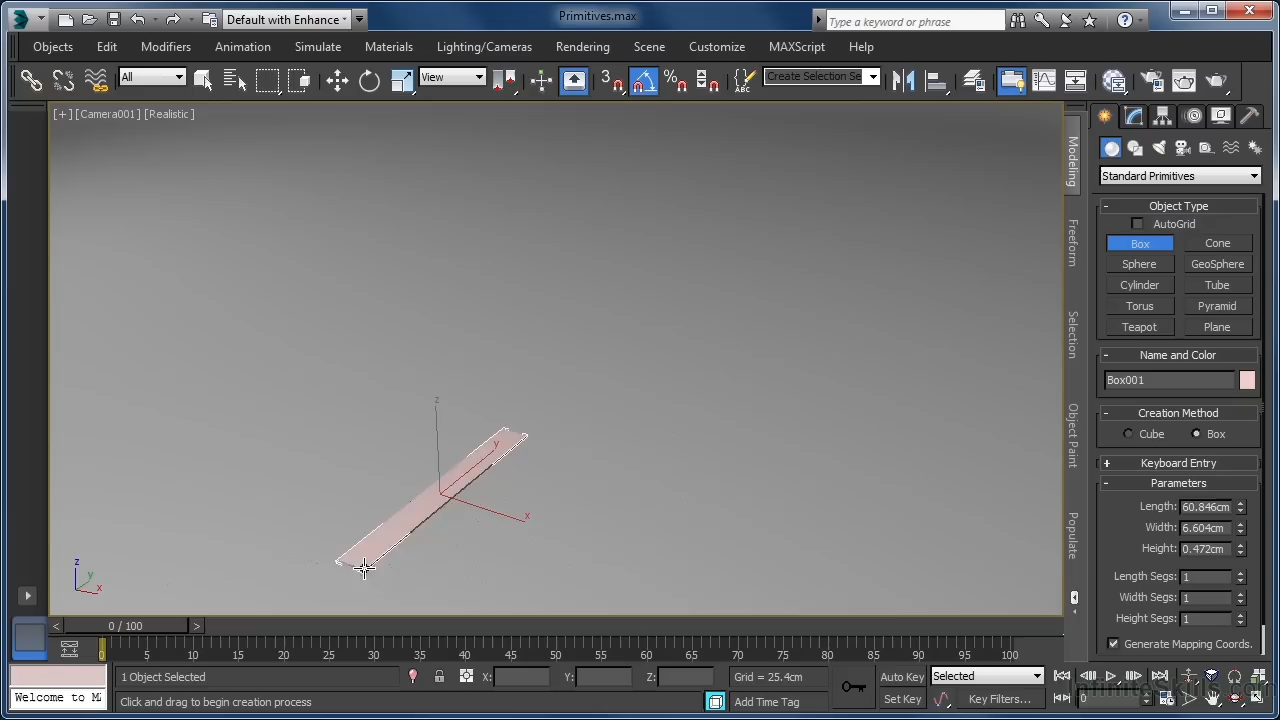 Default with Enhance
Primitives.max
Type a keyword or phrase
Objects Edit Modifiers Animation Simulate Materials Lighting/Cameras Rendering Scene Customize MAXScript Help
All
View
3
%
ABC
Create Selection Se
[+] [Camera001] [Realistic]
Modeling
Freeform
Selection
Object Paint
Populate
Standard Primitives
- Object Type
AutoGrid
Box Cone
Sphere GeoSphere
Cylinder Tube
Torus Pyramid
Teapot Plane
- Name and Color
Box001
- Creation Method
Cube Box
+ Keyboard Entry
- Parameters
Length: 60.846cm
Width: 6.604cm
Height: 0.472cm
Length Segs: 1
Width Segs: 1
Height Segs: 1
Generate Mapping Coords.
z
y
x
z
y
x
< 0 / 100 >
0 5 10 15 20 25 30 35 40 45 50 55 60 65 70 75 80 85 90 95 100
1 Object Selected
X: Y: Z:
Grid = 25.4cm
Auto Key
Selected
Welcome to M
Click and drag to begin creation process
Add Time Tag
Set Key
Key Filters...
0
InfiniteSkills.com